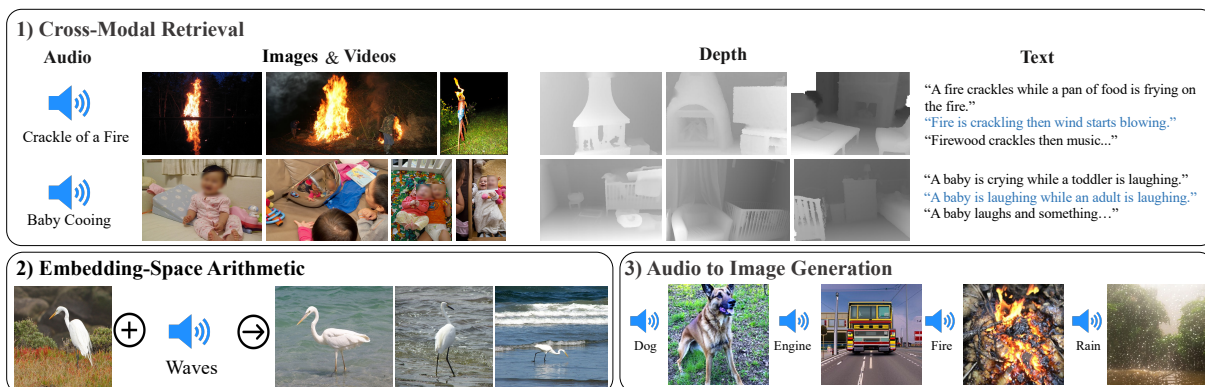 1) Cross-Modal Retrieval
Audio
Images & Videos
Depth
Text
Crackle of a Fire
“A fire crackles while a pan of food is frying on
the fire.”
“Fire is crackling then wind starts blowing.”
“Firewood crackles then music...”
Baby Cooing
“A baby is crying while a toddler is laughing.”
“A baby is laughing while an adult is laughing.”
“A baby laughs and something…”
2) Embedding-Space Arithmetic
Waves
3) Audio to Image Generation
Dog
Engine
Fire
Rain